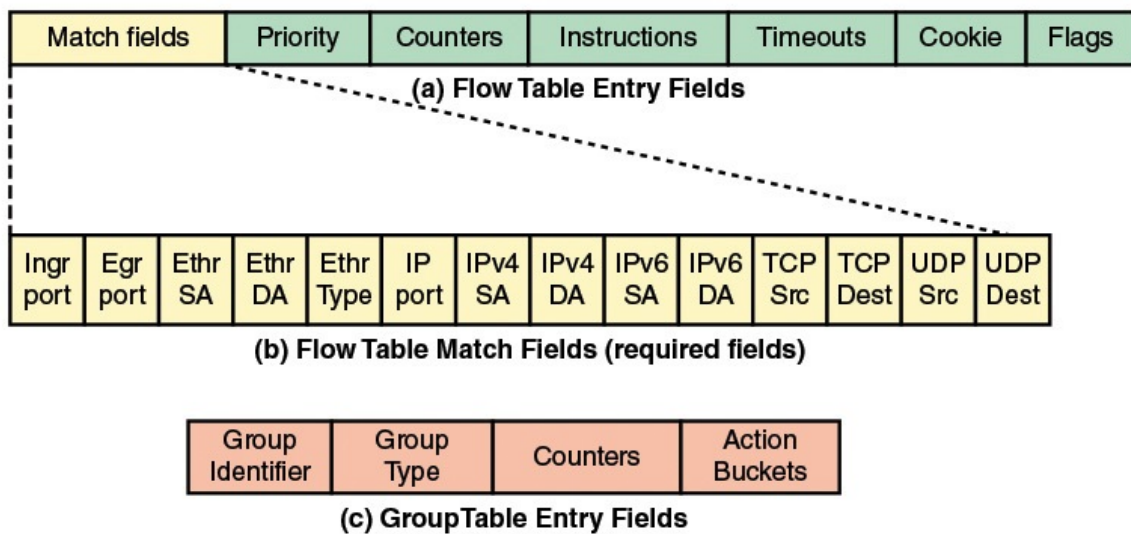 Match fields Priority Counters Instructions Timeouts Cookie Flags
(a) Flow Table Entry Fields
Ingr port Egr port Ethr SA Ethr DA Ethr Type IP port IPv4 SA IPv4 DA IPv6 SA IPv6 DA TCP Src TCP Dest UDP Src UDP Dest
(b) Flow Table Match Fields (required fields)
Group Identifier Group Type Counters Action Buckets
(c) GroupTable Entry Fields